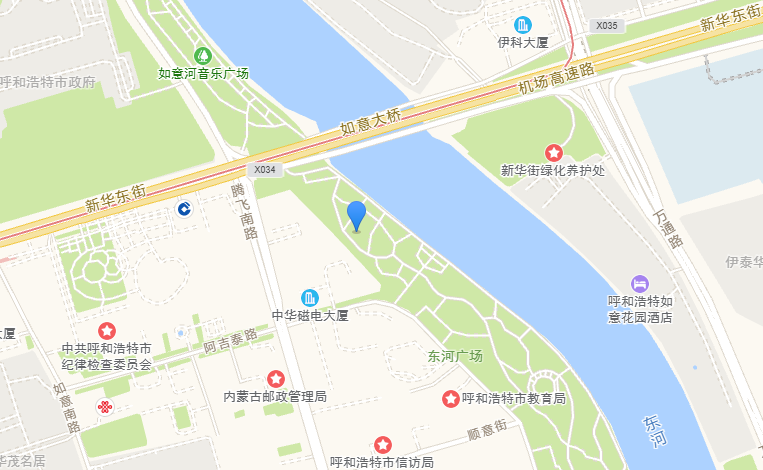 新华东街
X035
伊科大厦
如意河音乐广场
呼和浩特市政府
机场高速路
如意大桥
X034
新华街绿化养护处
新华东街
腾飞南路
万通路
伊泰华
呼和浩特如
意花园酒店
中华磁电大厦
大厦
中共呼和浩特市
纪律检查委员会
阿吉泰路
东河广场
如意南路
内蒙古邮政管理局
呼和浩特市教育局
东河
顺意街
华茂名居
呼和浩特市信访局